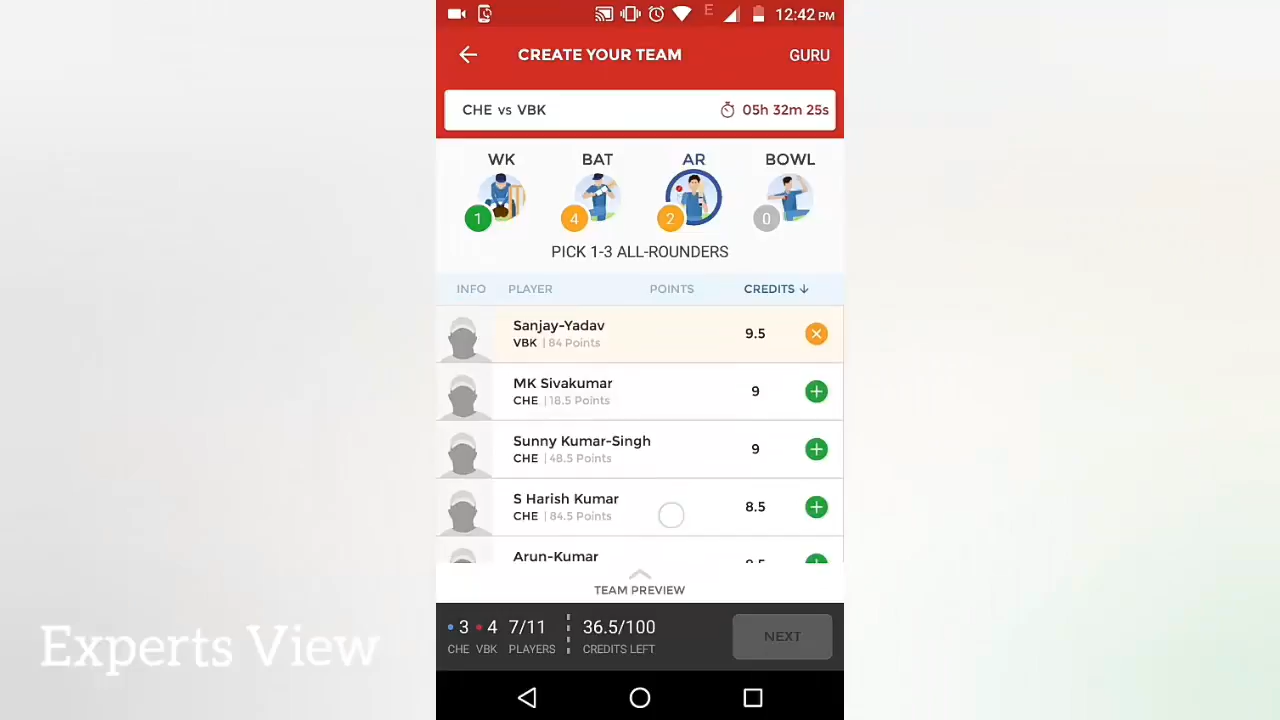 E
12:42 PM
CREATE YOUR TEAM
GURU
CHE vs VBK
05h 32m 25s
WK BAT AR BOWL
1 4 2 0
PICK 1-3 ALL-ROUNDERS
INFO PLAYER POINTS CREDITS ↓
Sanjay-Yadav
VBK | 84 Points
9.5
MK Sivakumar
CHE | 18.5 Points
9
Sunny Kumar-Singh
CHE | 48.5 Points
9
S Harish Kumar
CHE | 84.5 Points
8.5
Arun-Kumar
TEAM PREVIEW
3 4 7/11 36.5/100
CHE VBK PLAYERS CREDITS LEFT
NEXT
Experts View